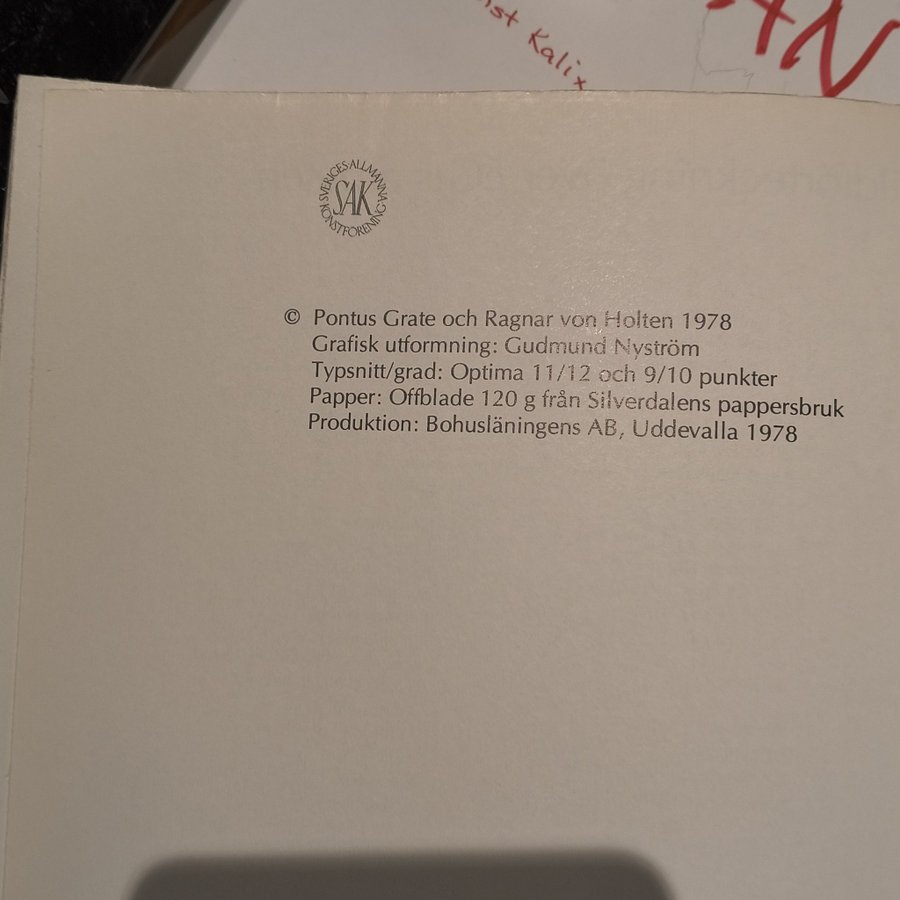 Kalix
SVERIGES ALLMÄNNA KONSTFÖRENING
SAK
© Pontus Grate och Ragnar von Holten 1978
Grafisk utformning: Gudmund Nyström
Typsnitt/grad: Optima 11/12 och 9/10 punkter
Papper: Offblade 120 g från Silverdalens pappersbruk
Produktion: Bohusläningens AB, Uddevalla 1978